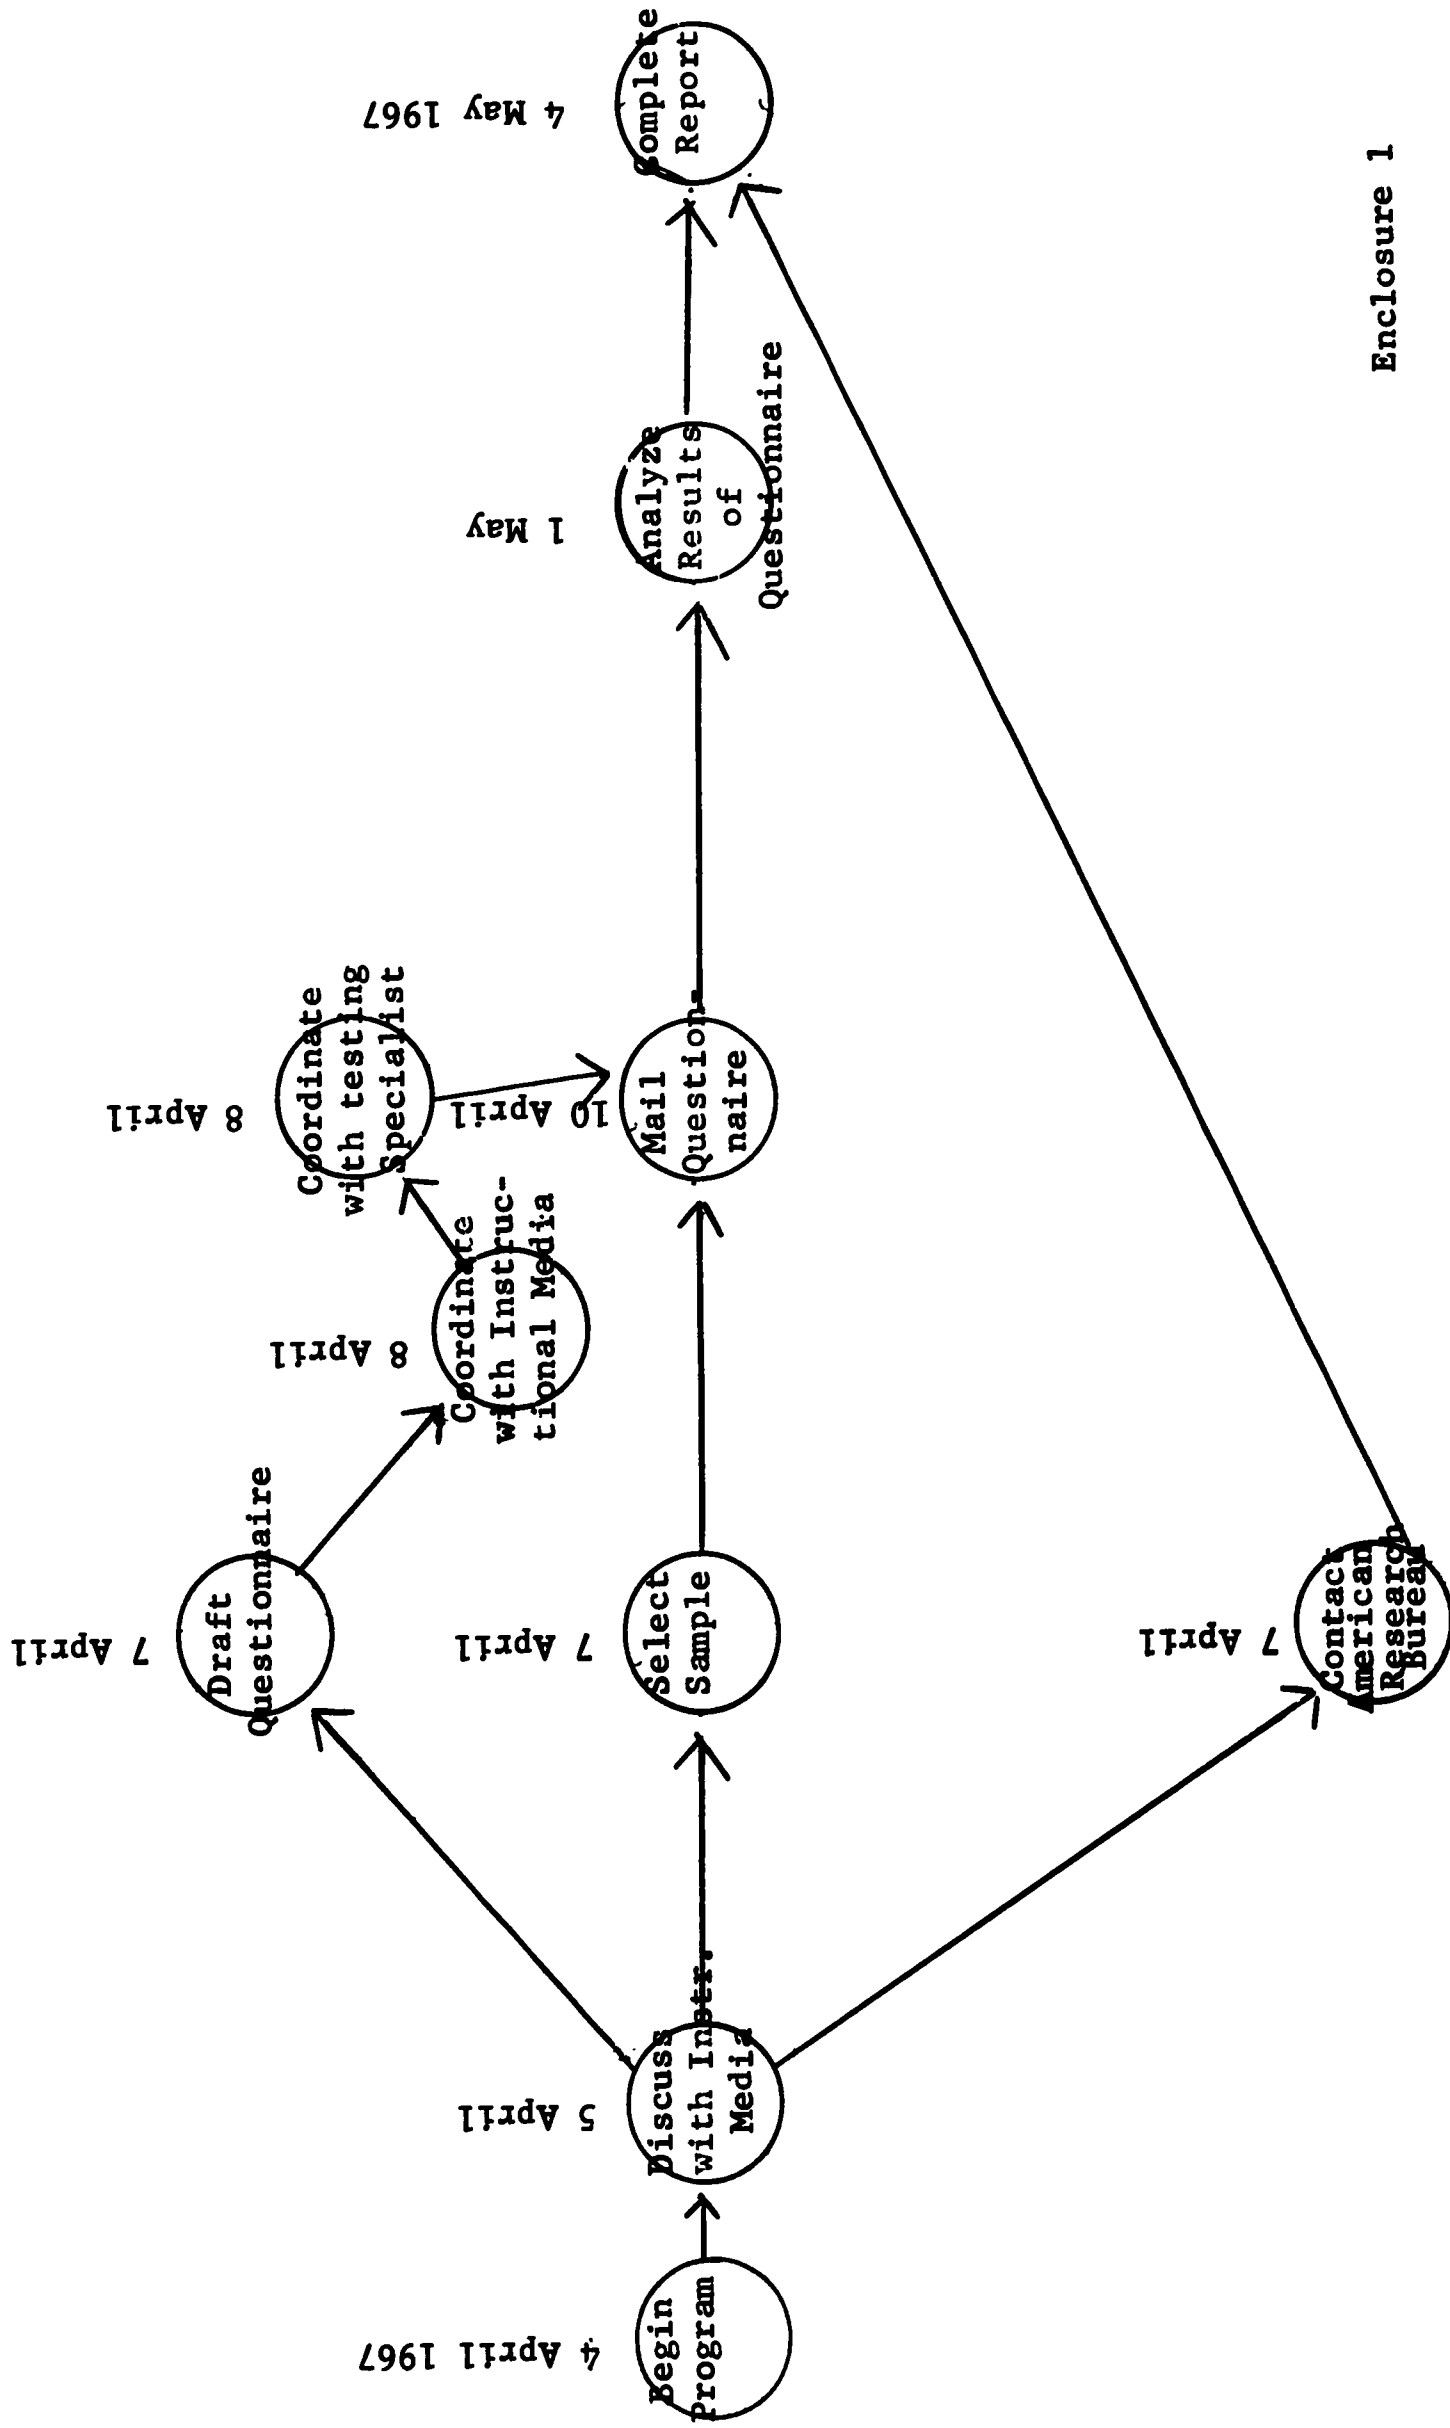 4 April 1967
Begin
Program
5 April
Discuss
with Instr.
Media
7 April
Draft
Questionnaire
7 April
Select
Sample
7 April
Contact
American
Research
Bureau
8 April
Coordinate
with Instruc-
tional Media
8 April
Coordinate
with testing
Specialist
10 April
Mail
Question-
naire
1 May
Analyze
Results
of
Questionnaire
4 May 1967
Complete
Report
Enclosure 1